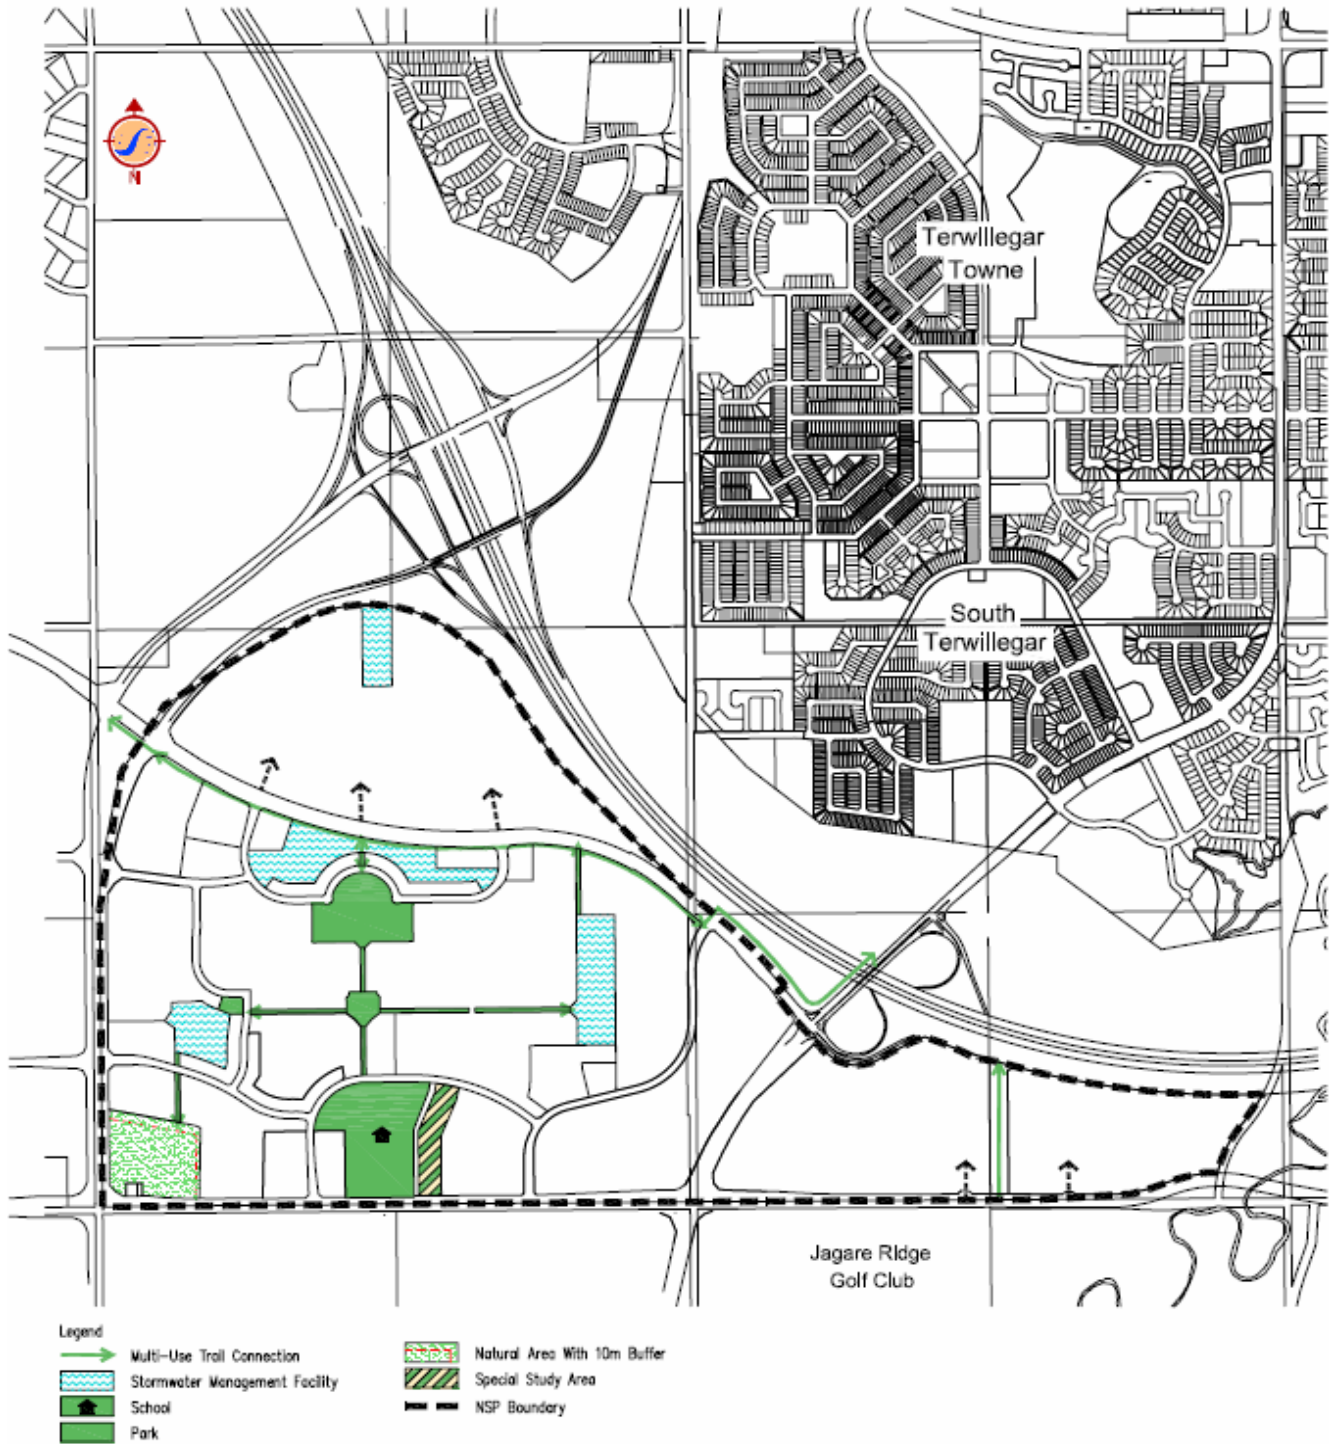 N
Terwillegar
Towne
South
Terwillegar
Jagare Ridge
Golf Club
Legend
Multi-Use Trail Connection
Stormwater Management Facility
School
Park
Natural Area With 10m Buffer
Special Study Area
NSP Boundary